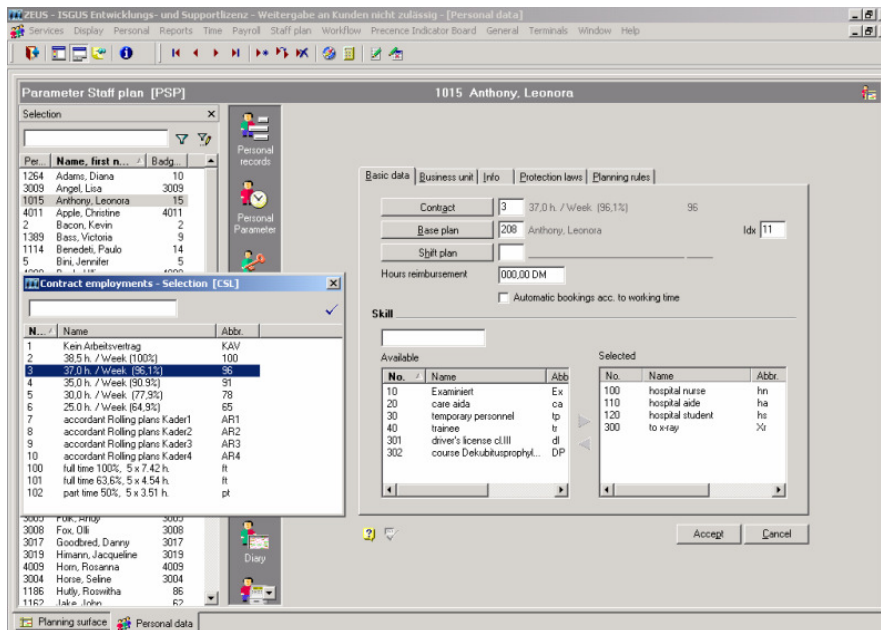 ZEUS - ISGUS Entwicklungs- und Supportlizenz - Weitergabe an Kunden nicht zulässig - [Personal data]
Services Display Personal Reports Time Payroll Staff plan Workflow Precence Indicator Board General Terminals Window Help
Parameter Staff plan [PSP]
1015 Anthony, Leonora
Selection
Per... Name, first n... Badg...
1264 Adams, Diana 10
3009 Angel, Lisa 3009
1015 Anthony, Leonora 15
4011 Apple, Christine 4011
2 Bacon, Kevin 2
1389 Bass, Victoria 9
1114 Benedeti, Paulo 14
5 Bini, Jennifer 5
Personal records
Personal Parameter
Basic data Business unit Info Protection laws Planning rules
Contract 3 37,0 h. / Week (96,1%) 96
Base plan 208 Anthony, Leonora Idx 11
Shift plan
Hours reimbursement 000,00 DM
Automatic bookings acc. to working time
Skill
Available
No. Name Abb
10 Examiniert Ex
20 care aida ca
30 temporary personnel tp
40 trainee tr
301 driver's license cl.III dl
302 course Dekubitusprophyl... DP
Selected
No. Name Abbr.
100 hospital nurse hn
110 hospital aide ha
120 hospital student hs
300 to x-ray Xr
Contract employments - Selection [CSL]
N... Name Abbr.
1 Kein Arbeitsvertrag KAV
2 38,5 h. / Week (100%) 100
3 37,0 h. / Week (96,1%) 96
4 35,0 h. / Week (90.9%) 91
5 30,0 h. / Week (77,9%) 78
6 25.0 h. / Week (64,9%) 65
7 accordant Rolling plans Kader1 AR1
8 accordant Rolling plans Kader2 AR2
9 accordant Rolling plans Kader3 AR3
10 accordant Rolling plans Kader4 AR4
100 full time 100%, 5 x 7.42 h. ft
101 full time 63,6%, 5 x 4.54 h. ft
102 part time 50%, 5 x 3.51 h. pt
3008 Fox, Olli 3008
3017 Goodbred, Danny 3017
3019 Himann, Jacqueline 3019
4009 Horn, Rosanna 4009
3004 Horse, Seline 3004
1186 Hutly, Roswitha 86
1162 Jake, John 62
Diary
Accept Cancel
Planning surface Personal data